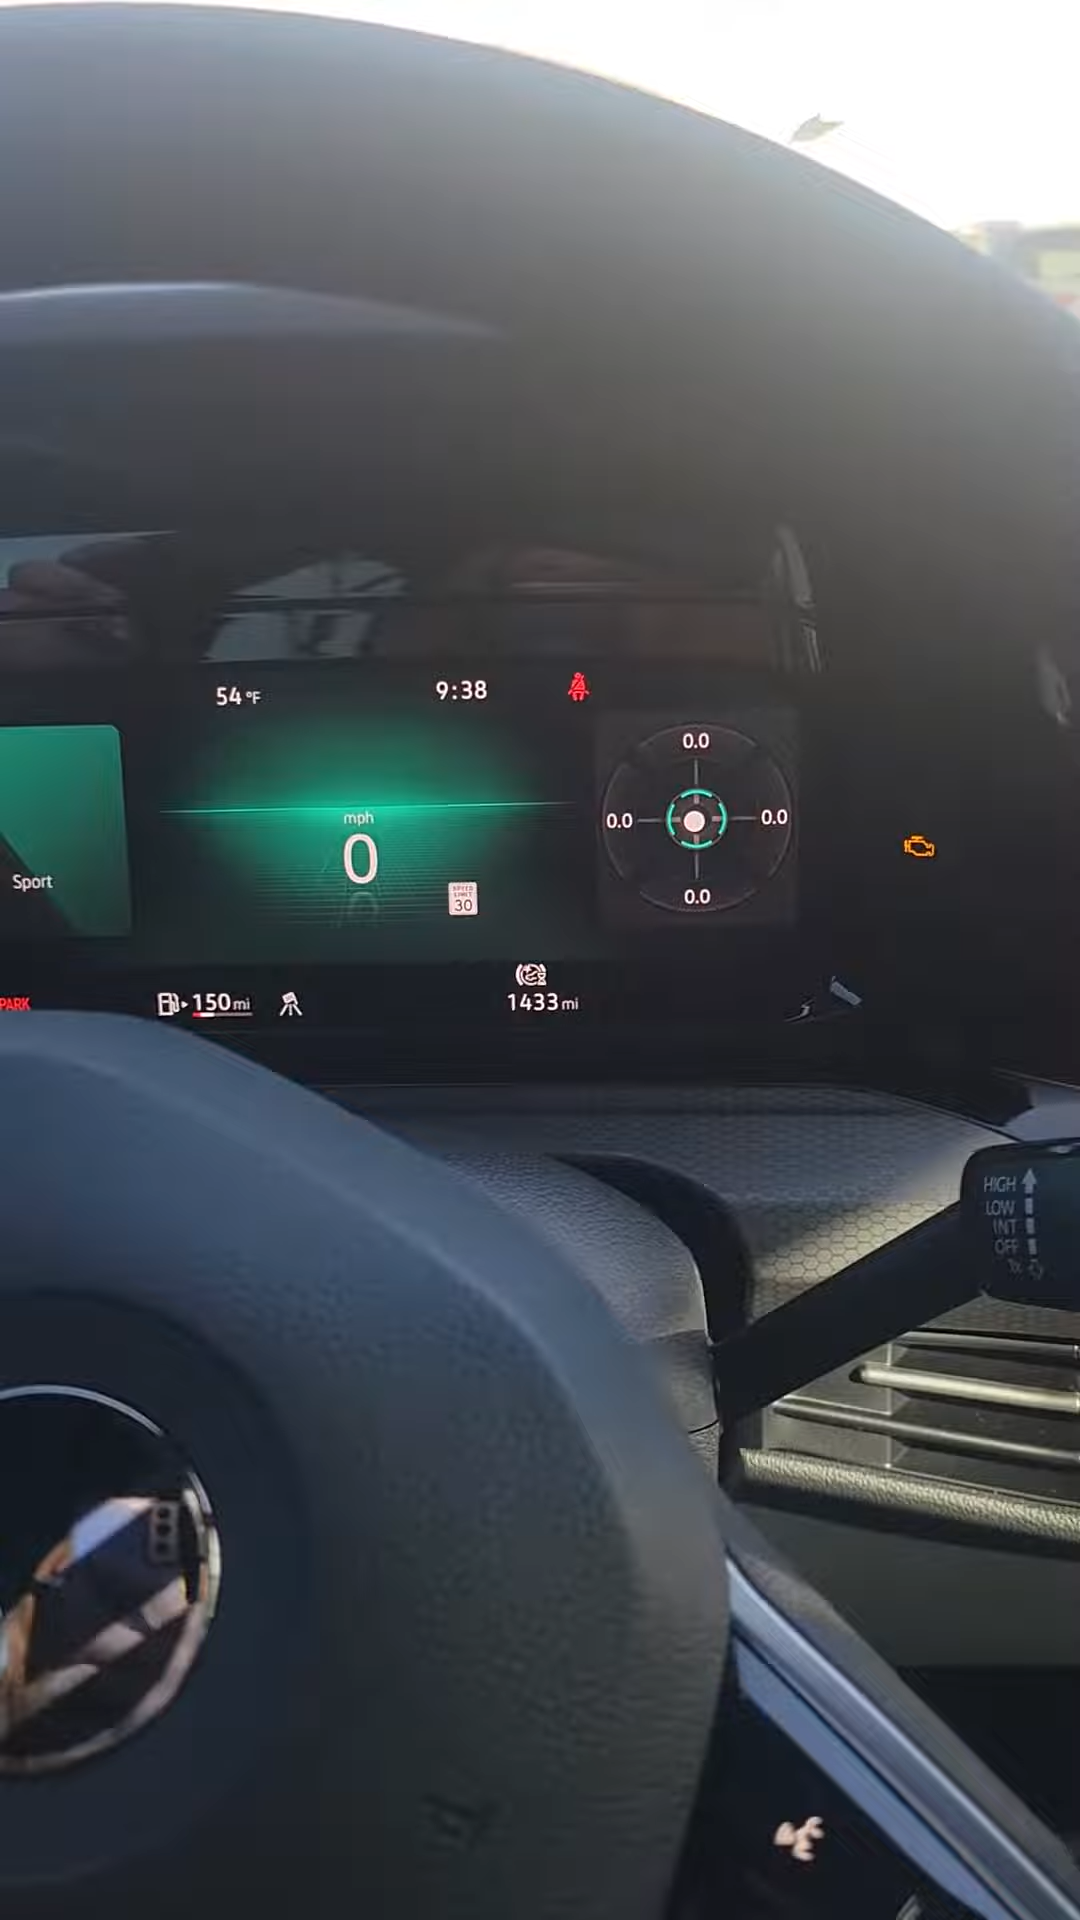 54 °F
9:38
0.0
mph
0.0
0.0
0
Sport
SPEED
LIMIT
30
0.0
PARK
150 mi
1433 mi
HIGH
LOW
INT
OFF
1x